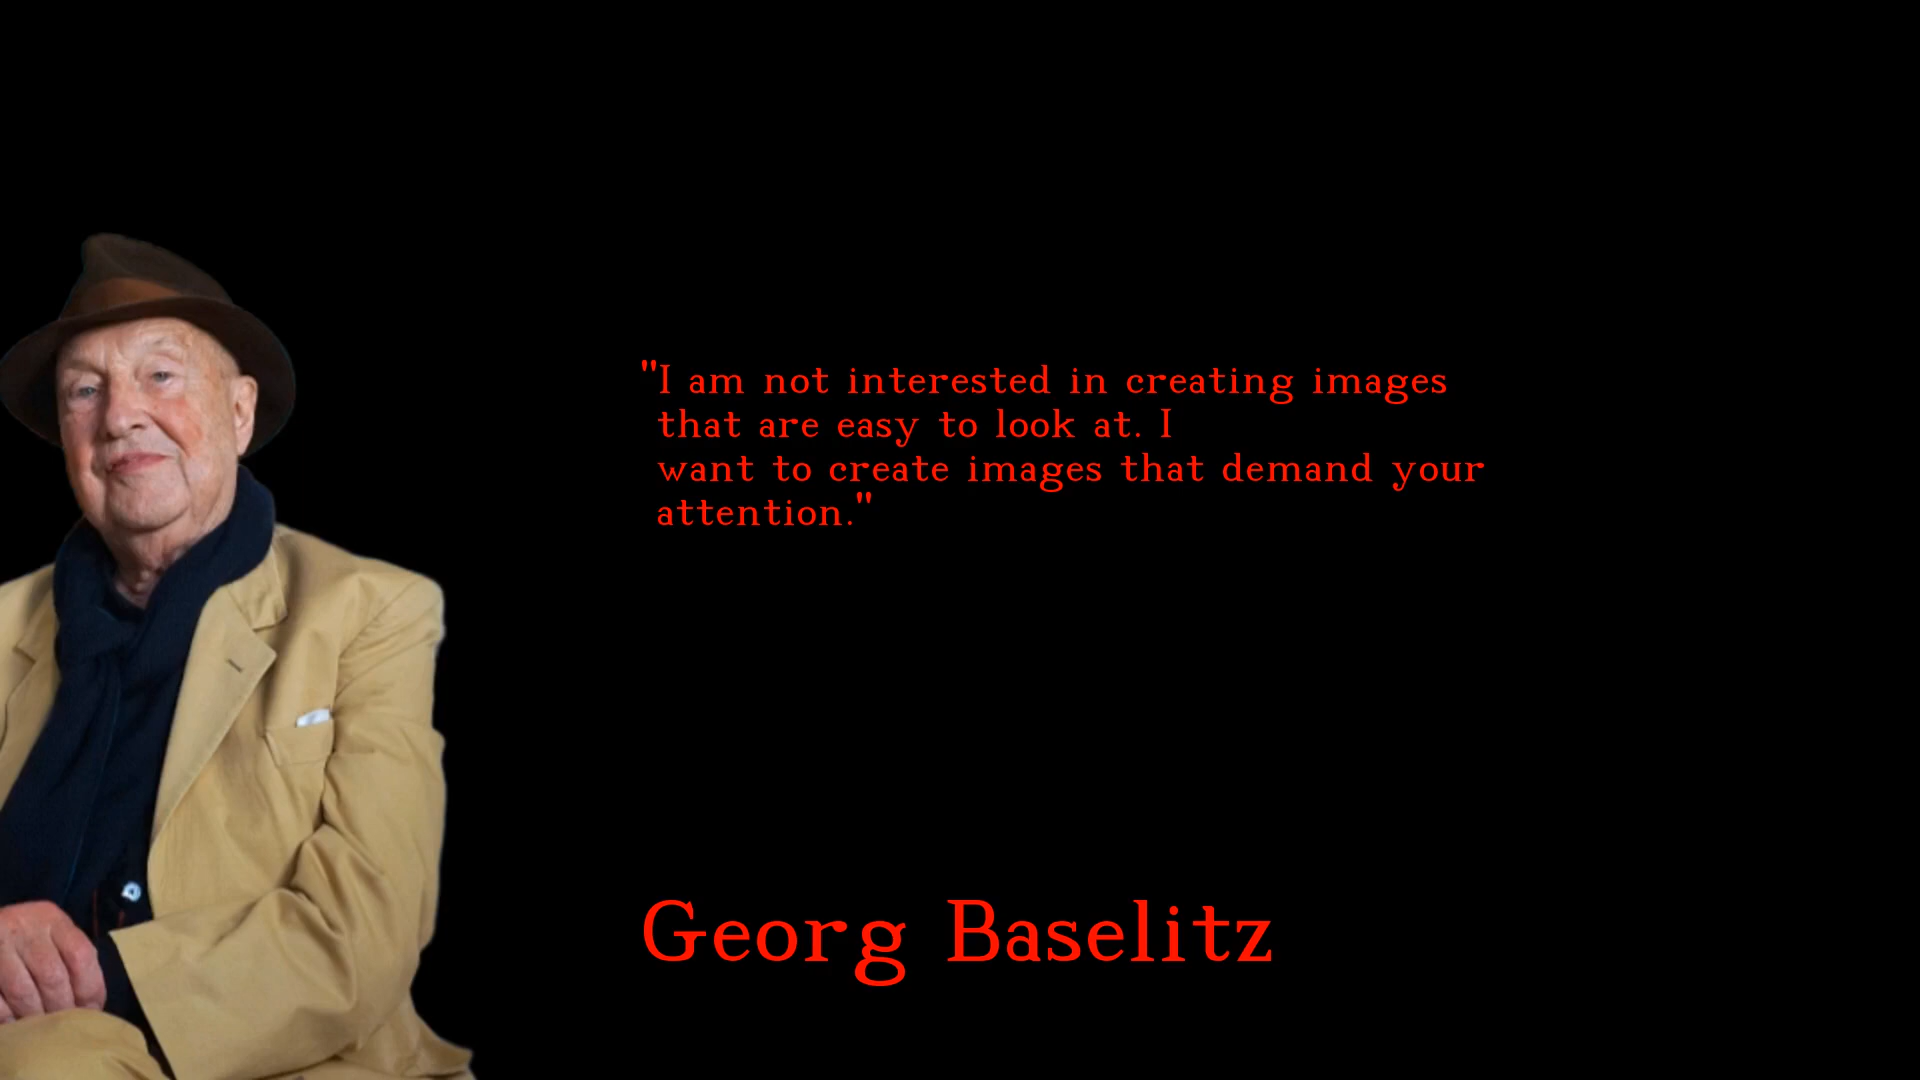 "I am not interested in creating images
that are easy to look at. I
want to create images that demand your
attention."
Georg Baselitz